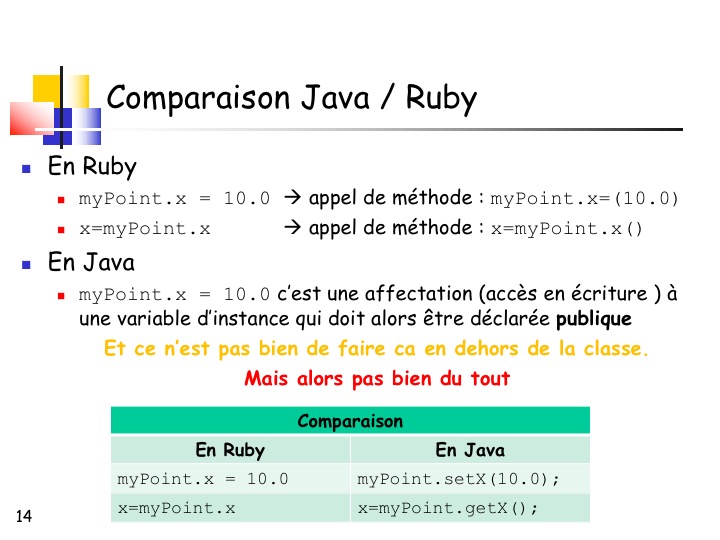 Comparaison Java / Ruby
En Ruby
myPoint.x = 10.0 → appel de méthode : myPoint.x=(10.0)
x=myPoint.x → appel de méthode : x=myPoint.x()
En Java
myPoint.x = 10.0 c'est une affectation (accès en écriture ) à
une variable d'instance qui doit alors être déclarée publique
Et ce n'est pas bien de faire ca en dehors de la classe.
Mais alors pas bien du tout
Comparaison
En Ruby En Java
myPoint.x = 10.0 myPoint.setX(10.0);
x=myPoint.x x=myPoint.getX();
14